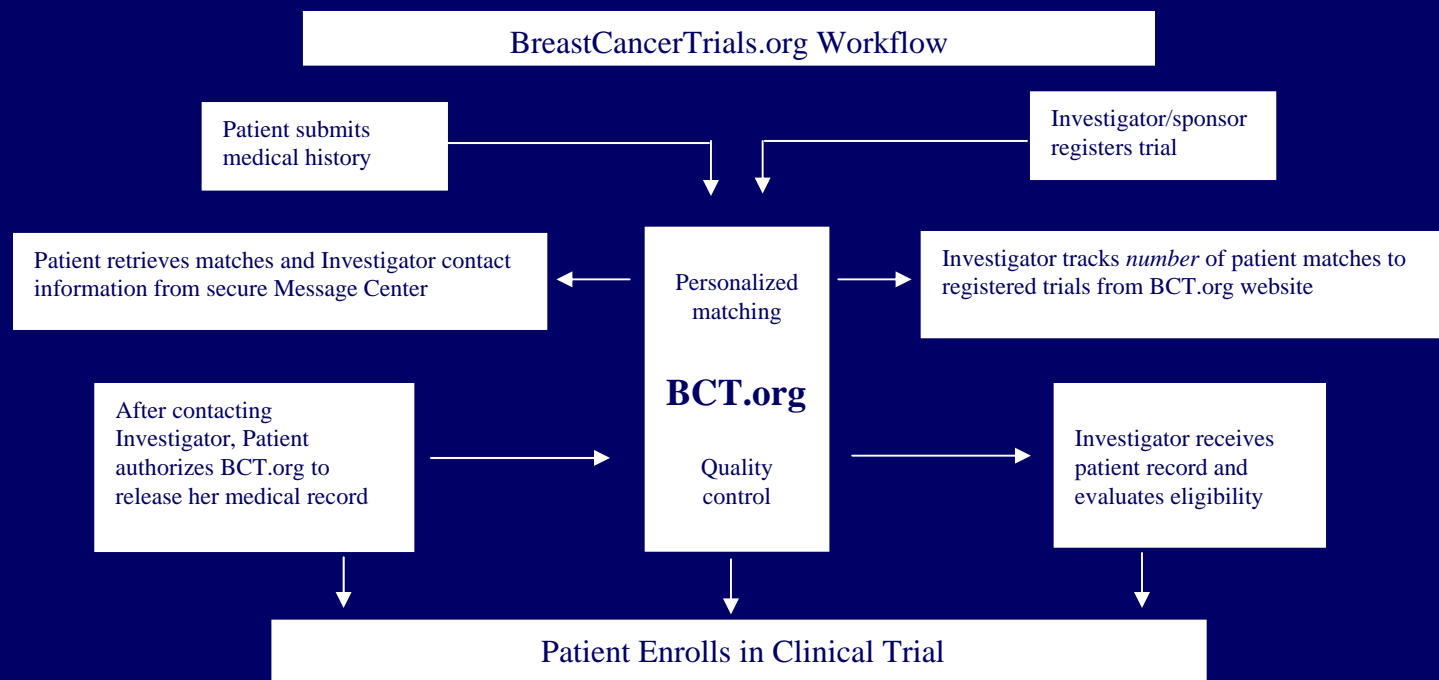 BreastCancerTrials.org Workflow
Patient submits
medical history
Investigator/sponsor
registers trial
Patient retrieves matches and Investigator contact
information from secure Message Center
Personalized
matching
BCT.org
Quality
control
Investigator tracks number of patient matches to
registered trials from BCT.org website
After contacting
Investigator, Patient
authorizes BCT.org to
release her medical record
Investigator receives
patient record and
evaluates eligibility
Patient Enrolls in Clinical Trial